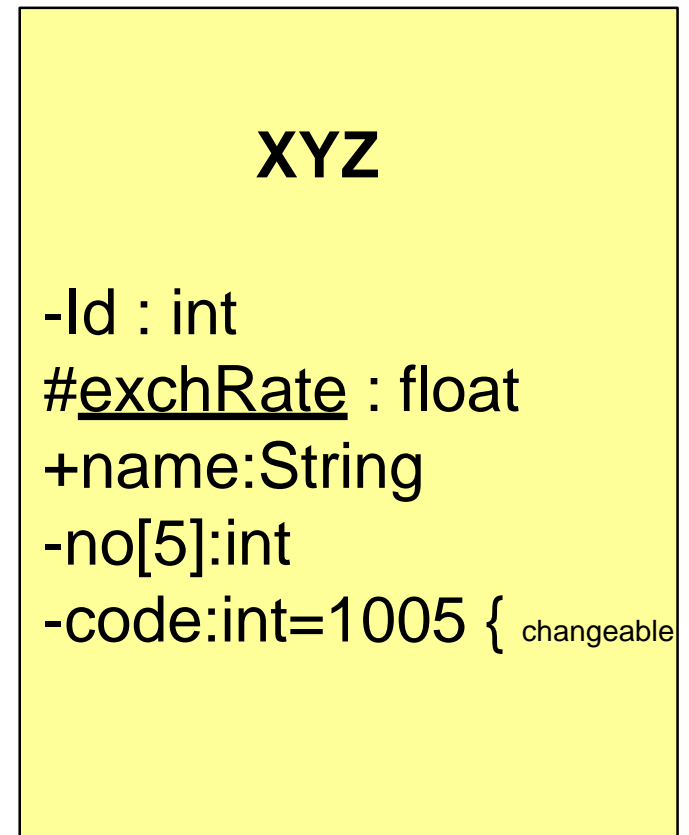 XYZ
-Id : int
#exchRate : float
+name:String
-no[5]:int
-code:int=1005 { changeable